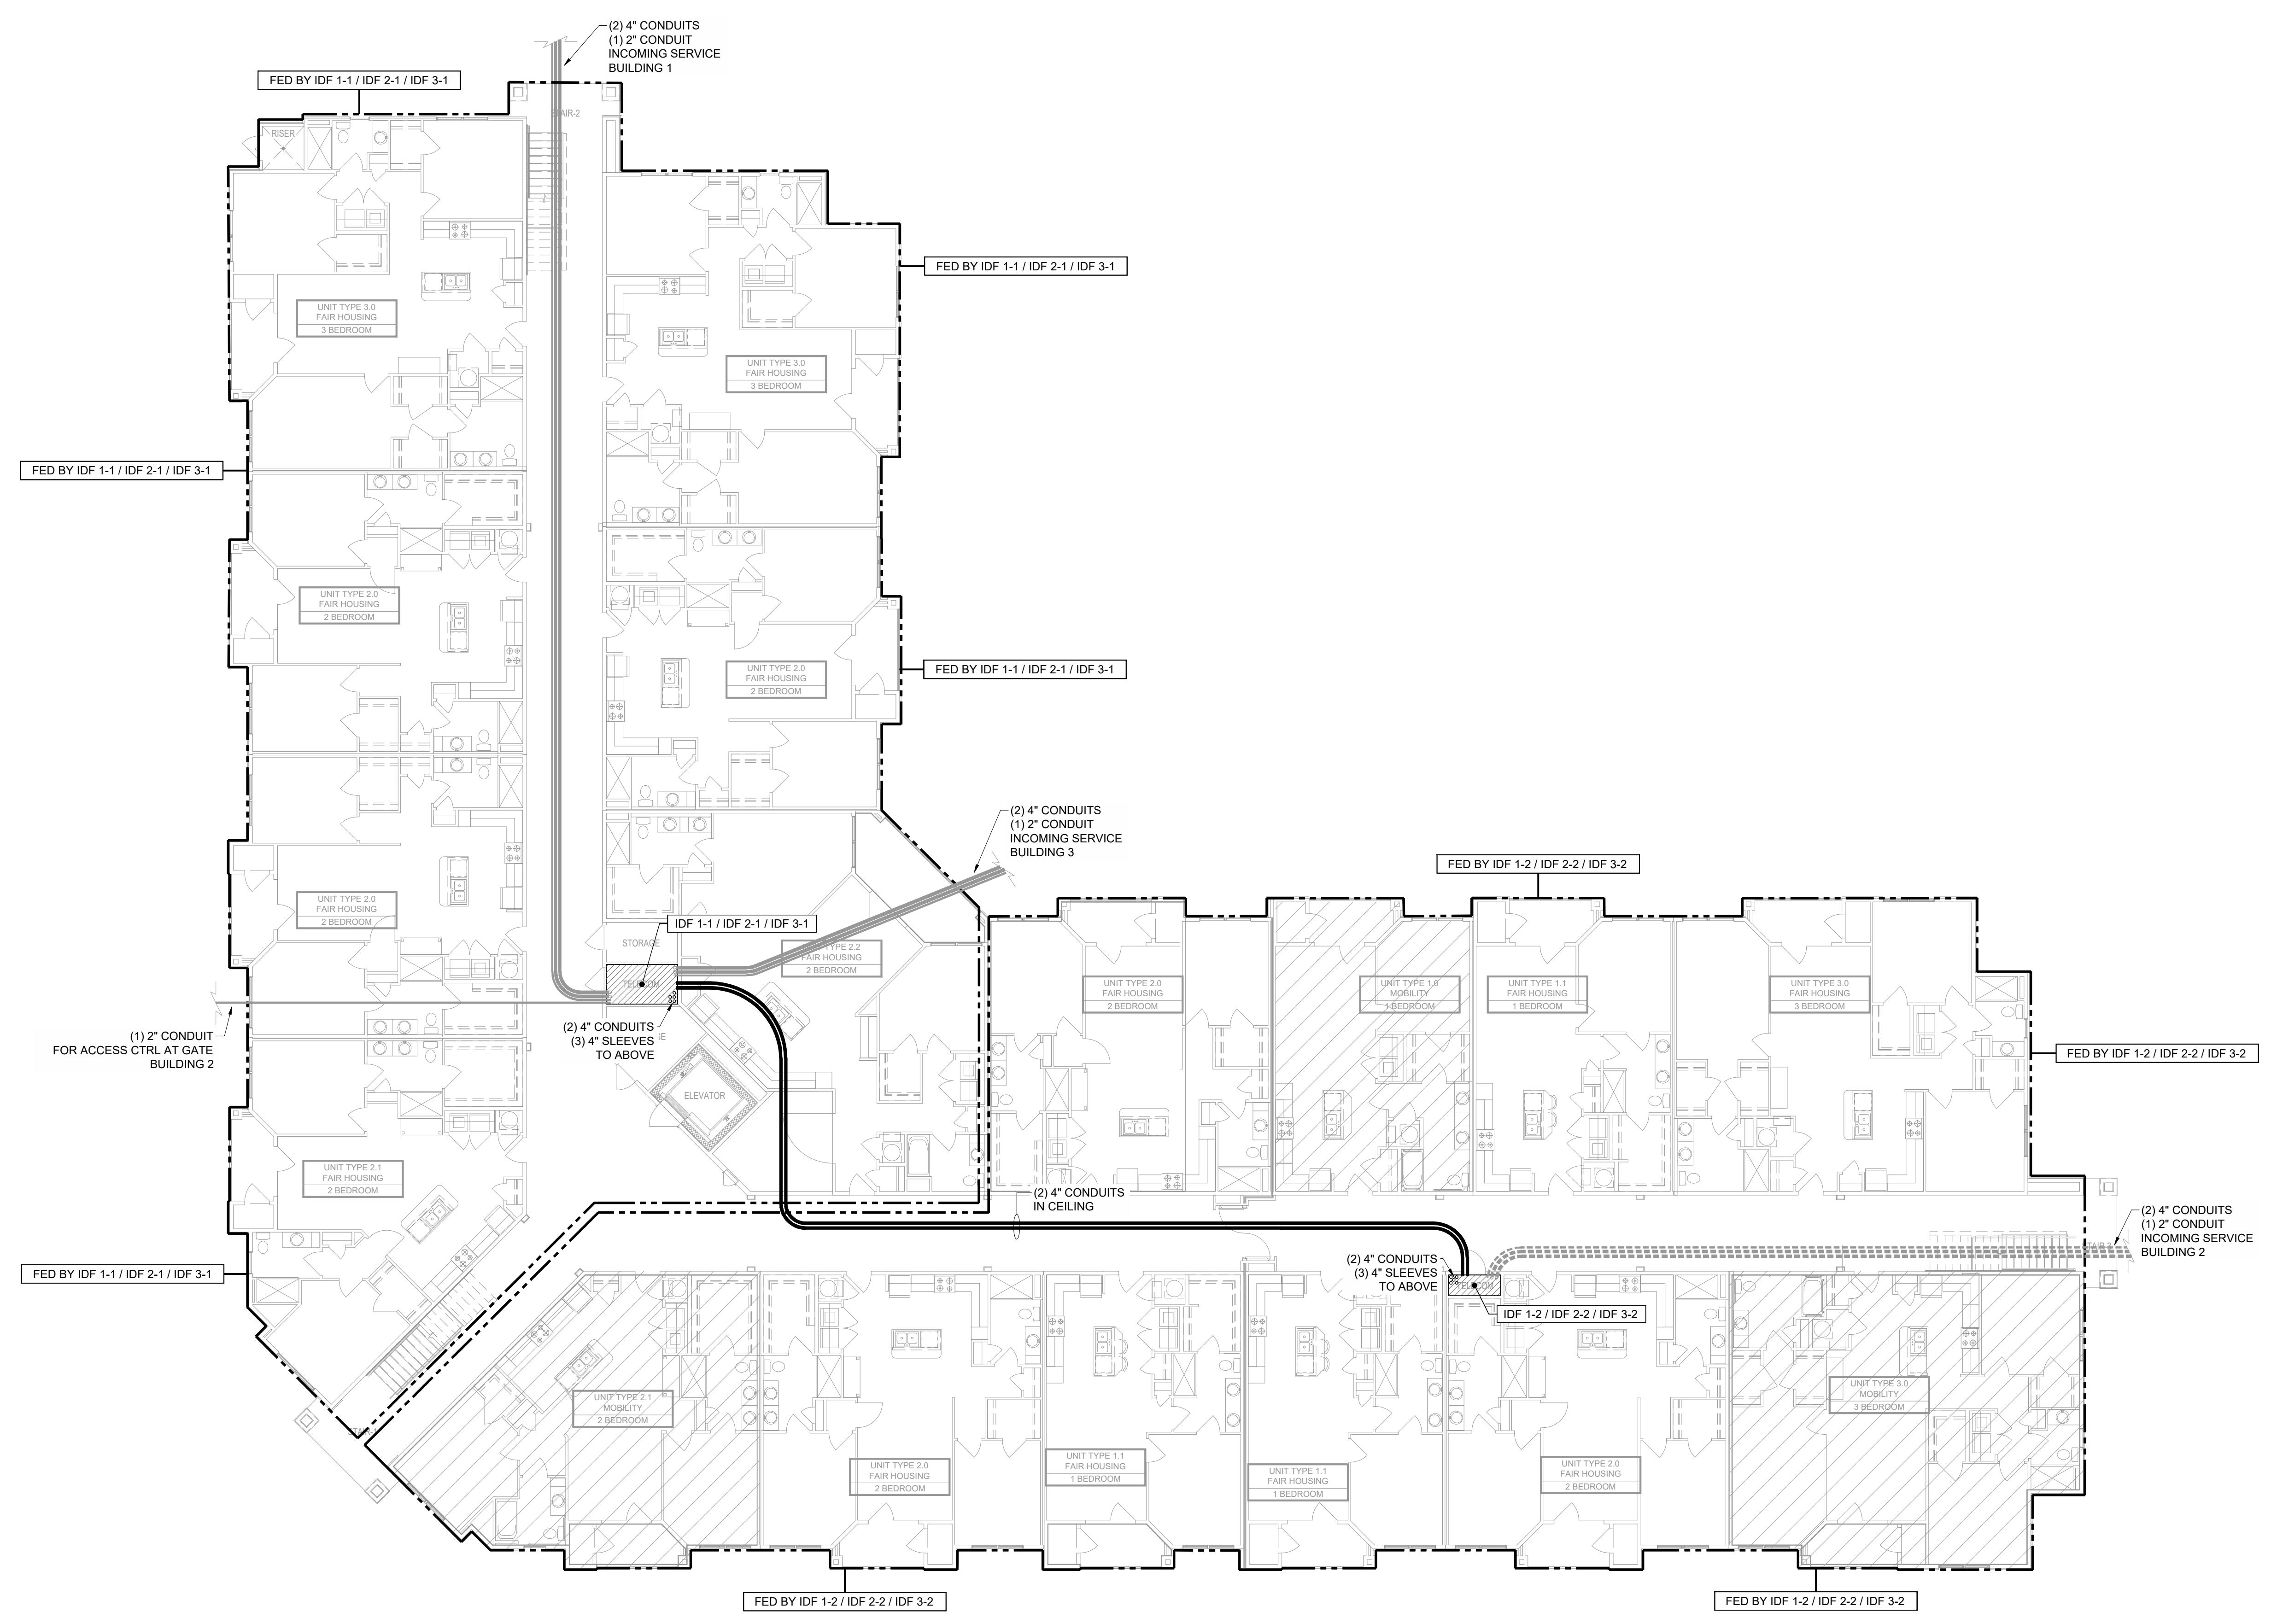 (2) 4" CONDUITS
(1) 2" CONDUIT
INCOMING SERVICE
BUILDING 1
FED BY IDF 1-1 / IDF 2-1 / IDF 3-1
STAIR-2
RISER
FED BY IDF 1-1 / IDF 2-1 / IDF 3-1
UNIT TYPE 3.0
FAIR HOUSING
3 BEDROOM
UNIT TYPE 3.0
FAIR HOUSING
3 BEDROOM
FED BY IDF 1-1 / IDF 2-1 / IDF 3-1
UNIT TYPE 2.0
FAIR HOUSING
2 BEDROOM
UNIT TYPE 2.0
FAIR HOUSING
2 BEDROOM
FED BY IDF 1-1 / IDF 2-1 / IDF 3-1
(2) 4" CONDUITS
(1) 2" CONDUIT
INCOMING SERVICE
BUILDING 3
FED BY IDF 1-2 / IDF 2-2 / IDF 3-2
UNIT TYPE 2.0
FAIR HOUSING
2 BEDROOM
IDF 1-1 / IDF 2-1 / IDF 3-1
STORAGE
UNIT TYPE 2.2
FAIR HOUSING
2 BEDROOM
TELECOM
UNIT TYPE 2.0
FAIR HOUSING
2 BEDROOM
UNIT TYPE 1.0
MOBILITY
1 BEDROOM
UNIT TYPE 1.1
FAIR HOUSING
1 BEDROOM
UNIT TYPE 3.0
FAIR HOUSING
3 BEDROOM
(1) 2" CONDUIT
FOR ACCESS CTRL AT GATE
BUILDING 2
(2) 4" CONDUITS
(3) 4" SLEEVES
TO ABOVE
FED BY IDF 1-2 / IDF 2-2 / IDF 3-2
ELEVATOR
UNIT TYPE 2.1
FAIR HOUSING
2 BEDROOM
(2) 4" CONDUITS
IN CEILING
(2) 4" CONDUITS
(1) 2" CONDUIT
INCOMING SERVICE
BUILDING 2
FED BY IDF 1-1 / IDF 2-1 / IDF 3-1
(2) 4" CONDUITS
(3) 4" SLEEVES
TO ABOVE
TELECOM
IDF 1-2 / IDF 2-2 / IDF 3-2
UNIT TYPE 2.1
MOBILITY
2 BEDROOM
UNIT TYPE 3.0
MOBILITY
3 BEDROOM
UNIT TYPE 2.0
FAIR HOUSING
2 BEDROOM
UNIT TYPE 1.1
FAIR HOUSING
1 BEDROOM
UNIT TYPE 1.1
FAIR HOUSING
1 BEDROOM
UNIT TYPE 2.0
FAIR HOUSING
2 BEDROOM
FED BY IDF 1-2 / IDF 2-2 / IDF 3-2
FED BY IDF 1-2 / IDF 2-2 / IDF 3-2